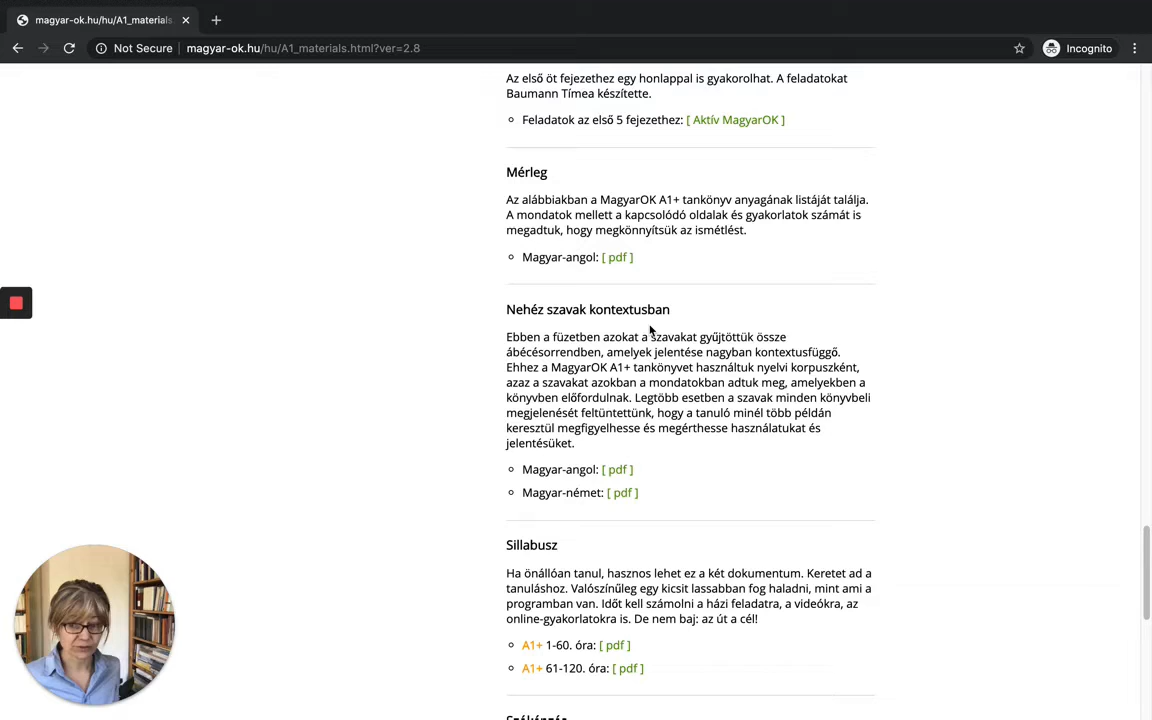 magyar-ok.hu/hu/A1_materials.
Not Secure
magyar-ok.hu/hu/A1_materials.html?ver=2.8
Incognito
Az első öt fejezethez egy honlappal is gyakorolhat. A feladatokat
Baumann Tímea készítette.
Feladatok az első 5 fejezethez: [ Aktív MagyarOK ]
Mérleg
Az alábbiakban a MagyarOK A1+ tankönyv anyagának listáját találja.
A mondatok mellett a kapcsolódó oldalak és gyakorlatok számát is
megadtuk, hogy megkönnyítsük az ismétlést.
Magyar-angol: [ pdf ]
Nehéz szavak kontextusban
Ebben a füzetben azokat a szavakat gyűjtöttük össze
ábécésorrendben, amelyek jelentése nagyban kontextusfüggő.
Ehhez a MagyarOK A1+ tankönyvet használtuk nyelvi korpuszként,
azaz a szavakat azokban a mondatokban adtuk meg, amelyekben a
könyvben előfordulnak. Legtöbb esetben a szavak minden könyvbeli
megjelenését feltüntettünk, hogy a tanuló minél több példán
keresztül megfigyelhesse és megérthesse használatukat és
jelentésüket.
Magyar-angol: [ pdf ]
Magyar-német: [ pdf ]
Sillabusz
Ha önállóan tanul, hasznos lehet ez a két dokumentum. Keretet ad a
tanuláshoz. Valószínűleg egy kicsit lassabban fog haladni, mint ami a
programban van. Időt kell számolni a házi feladatra, a videókra, az
online-gyakorlatokra is. De nem baj: az út a cél!
A1+ 1-60. óra: [ pdf ]
A1+ 61-120. óra: [ pdf ]